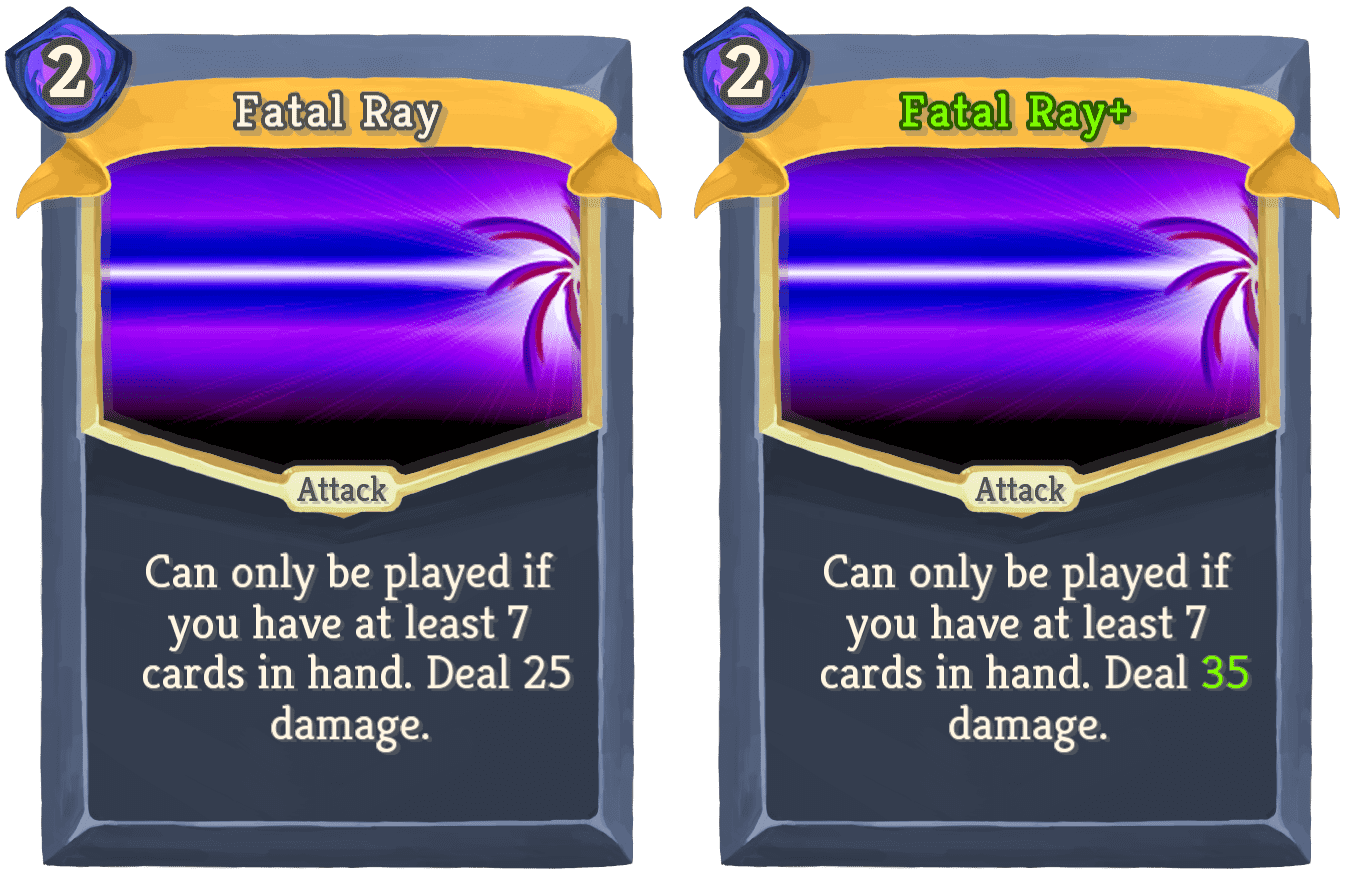 2
Fatal Ray
Attack
Can only be played if
you have at least 7
cards in hand. Deal 25
damage.
2
Fatal Ray+
Attack
Can only be played if
you have at least 7
cards in hand. Deal 35
damage.